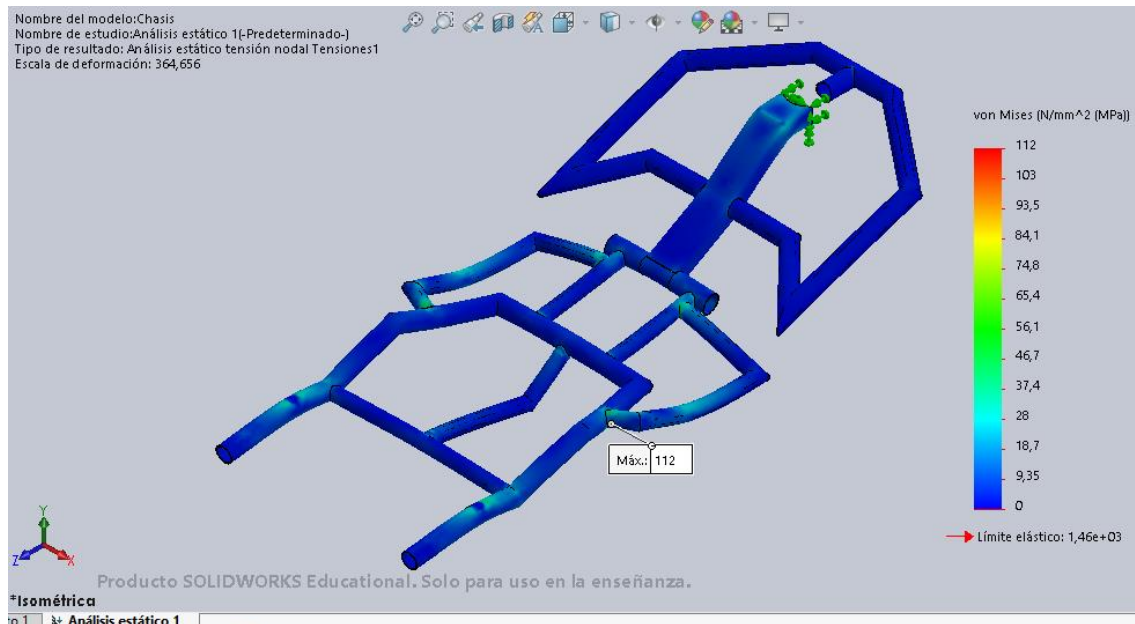 Nombre del modelo:Chasis
Nombre de estudio:Análisis estático 1(-Predeterminado-)
Tipo de resultado: Análisis estático tensión nodal Tensiones1
Escala de deformación: 364,656
von Mises (N/mm^2 (MPa))
112
103
93,5
84,1
74,8
65,4
56,1
46,7
37,4
28
18,7
9,35
0
Límite elástico: 1,46e+03
Máx.: 112
Y
Z
X
Producto SOLIDWORKS Educational. Solo para uso en la enseñanza.
*Isométrica
co 1
Análisis estático 1